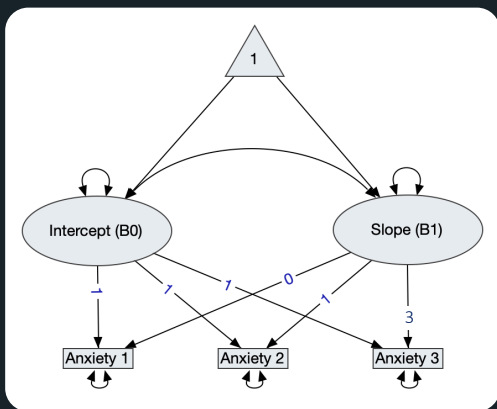 1
Intercept (B0)
Slope (B1)
1
1
1
0
1
3
Anxiety 1
Anxiety 2
Anxiety 3